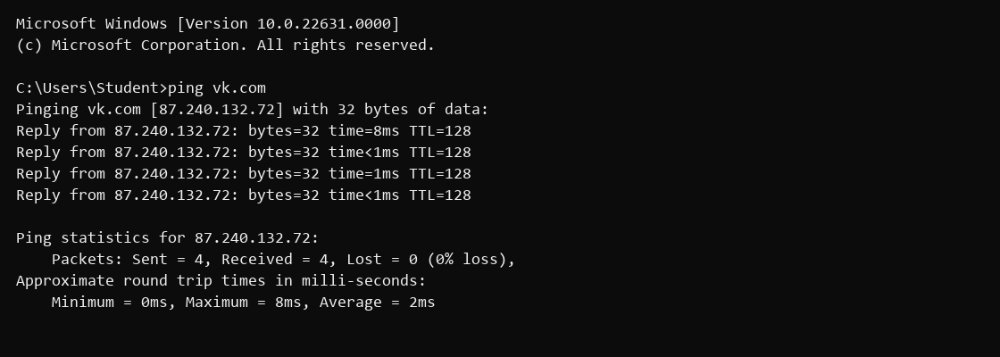 Microsoft Windows [Version 10.0.22631.0000]
(c) Microsoft Corporation. All rights reserved.

C:\Users\Student>ping vk.com
Pinging vk.com [87.240.132.72] with 32 bytes of data:
Reply from 87.240.132.72: bytes=32 time=8ms TTL=128
Reply from 87.240.132.72: bytes=32 time<1ms TTL=128
Reply from 87.240.132.72: bytes=32 time=1ms TTL=128
Reply from 87.240.132.72: bytes=32 time<1ms TTL=128

Ping statistics for 87.240.132.72:
    Packets: Sent = 4, Received = 4, Lost = 0 (0% loss),
Approximate round trip times in milli-seconds:
    Minimum = 0ms, Maximum = 8ms, Average = 2ms